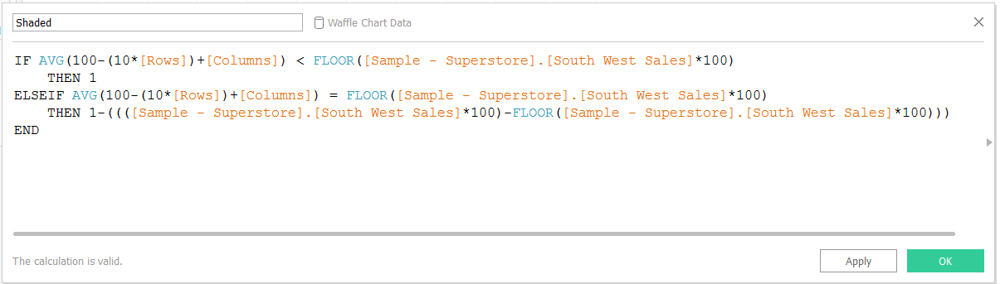 Shaded
Waffle Chart Data
IF AVG(100-(10*[Rows])+[Columns]) < FLOOR([Sample - Superstore].[South West Sales]*100)
THEN 1
ELSEIF AVG(100-(10*[Rows])+[Columns]) = FLOOR([Sample - Superstore].[South West Sales]*100)
THEN 1-((([Sample - Superstore].[South West Sales]*100)-FLOOR([Sample - Superstore].[South West Sales]*100)))
END
The calculation is valid.
Apply
OK